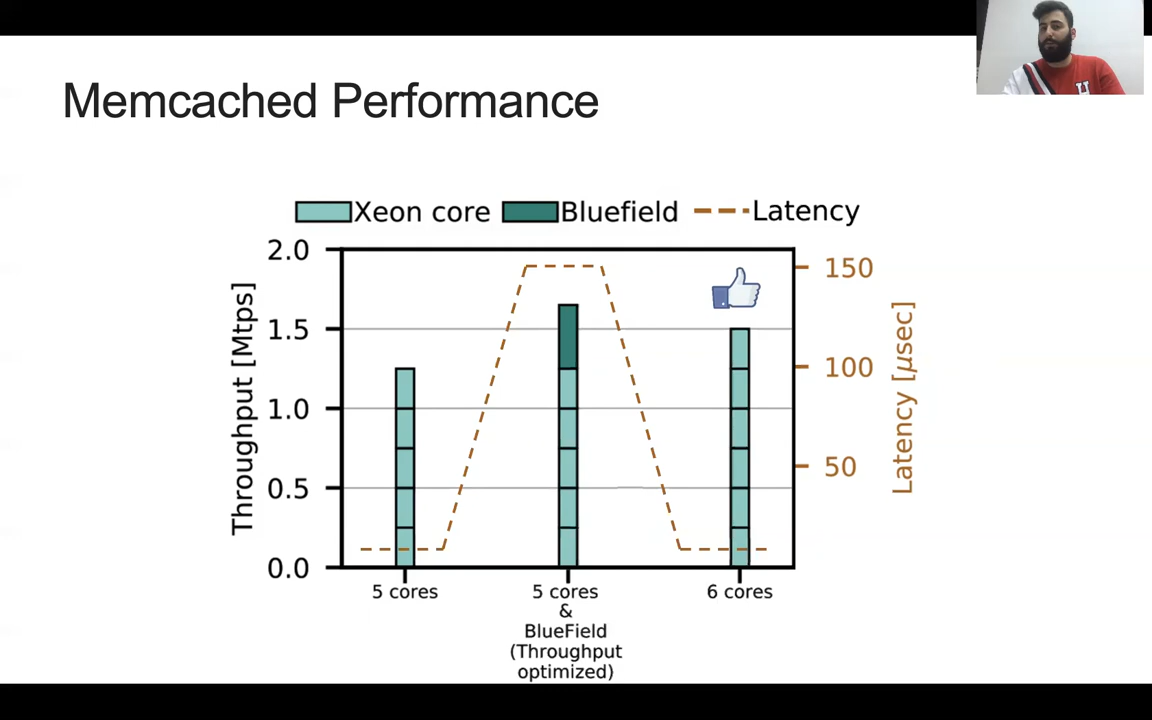 Memcached Performance
Xeon core Bluefield Latency
2.0
1.5
1.0
0.5
0.0
Throughput [Mtps]
150
100
50
Latency [μsec]
5 cores
5 cores
&
BlueField
(Throughput
optimized)
6 cores
H